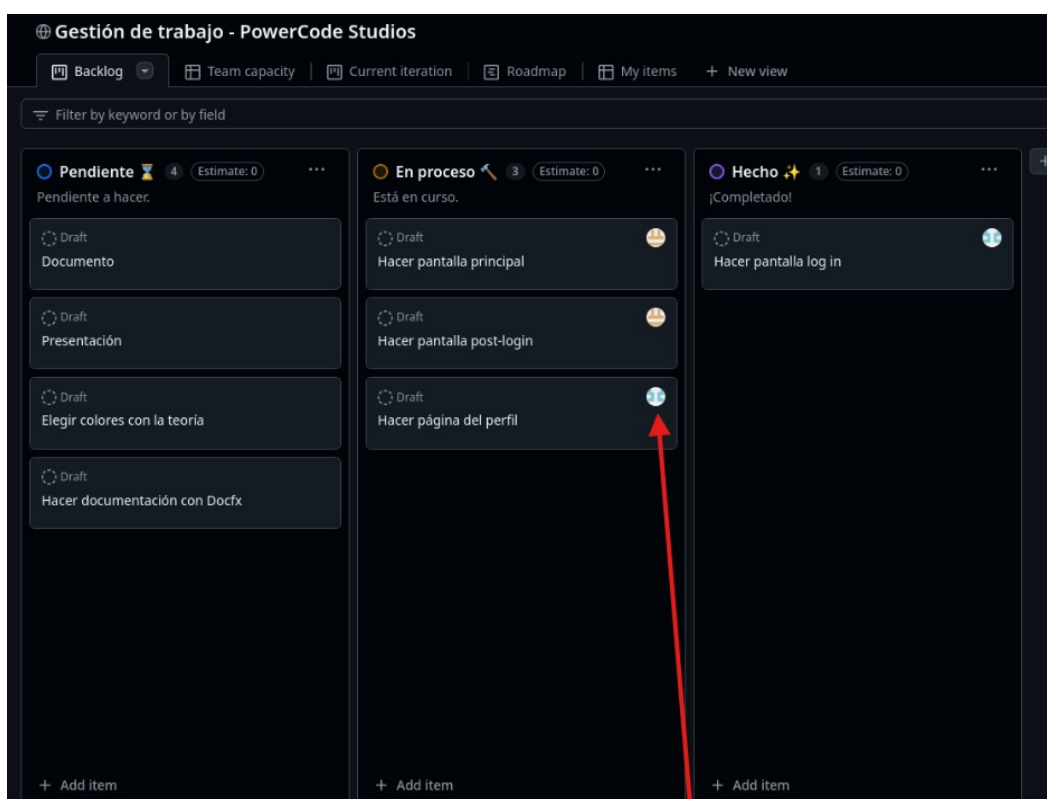 Gestión de trabajo - PowerCode Studios
Backlog Team capacity Current iteration Roadmap My items + New view
Filter by keyword or by field
Pendiente ⌛ 4 Estimate: 0 ...
Pendiente a hacer.
Draft
Documento
Draft
Presentación
Draft
Elegir colores con la teoría
Draft
Hacer documentación con Docfx
+ Add item
En proceso 🔨 3 Estimate: 0 ...
Está en curso.
Draft
Hacer pantalla principal
Draft
Hacer pantalla post-login
Draft
Hacer página del perfil
+ Add item
Hecho ✨ 1 Estimate: 0 ...
¡Completado!
Draft
Hacer pantalla log in
+ Add item